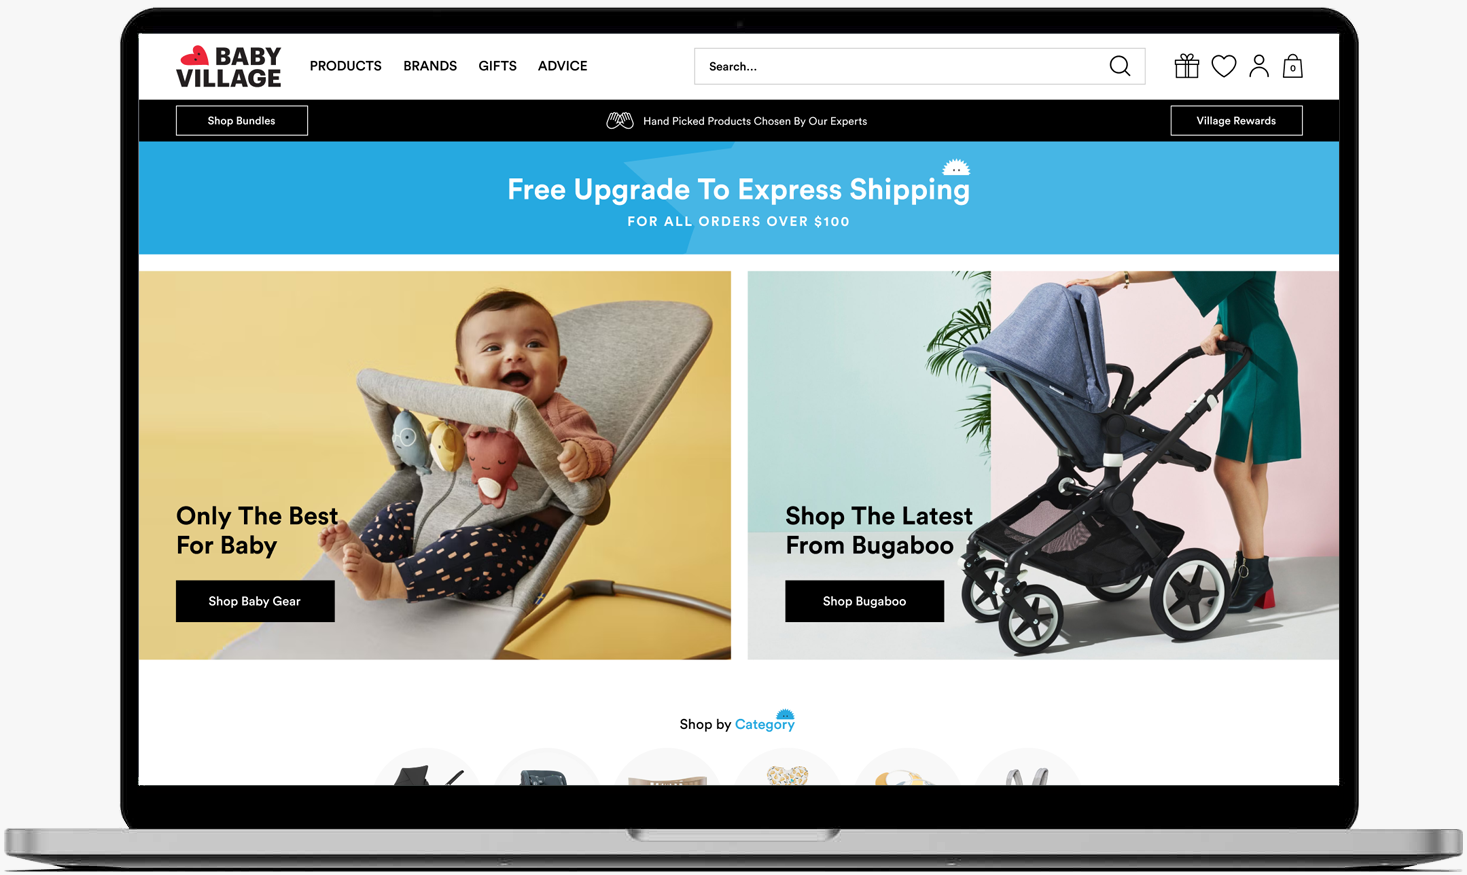 BABY
VILLAGE
PRODUCTS
BRANDS
GIFTS
ADVICE
Search...
0
Shop Bundles
Hand Picked Products Chosen By Our Experts
Village Rewards
Free Upgrade To Express Shipping
FOR ALL ORDERS OVER $100
Only The Best
For Baby
Shop Baby Gear
Shop The Latest
From Bugaboo
Shop Bugaboo
Shop by Category